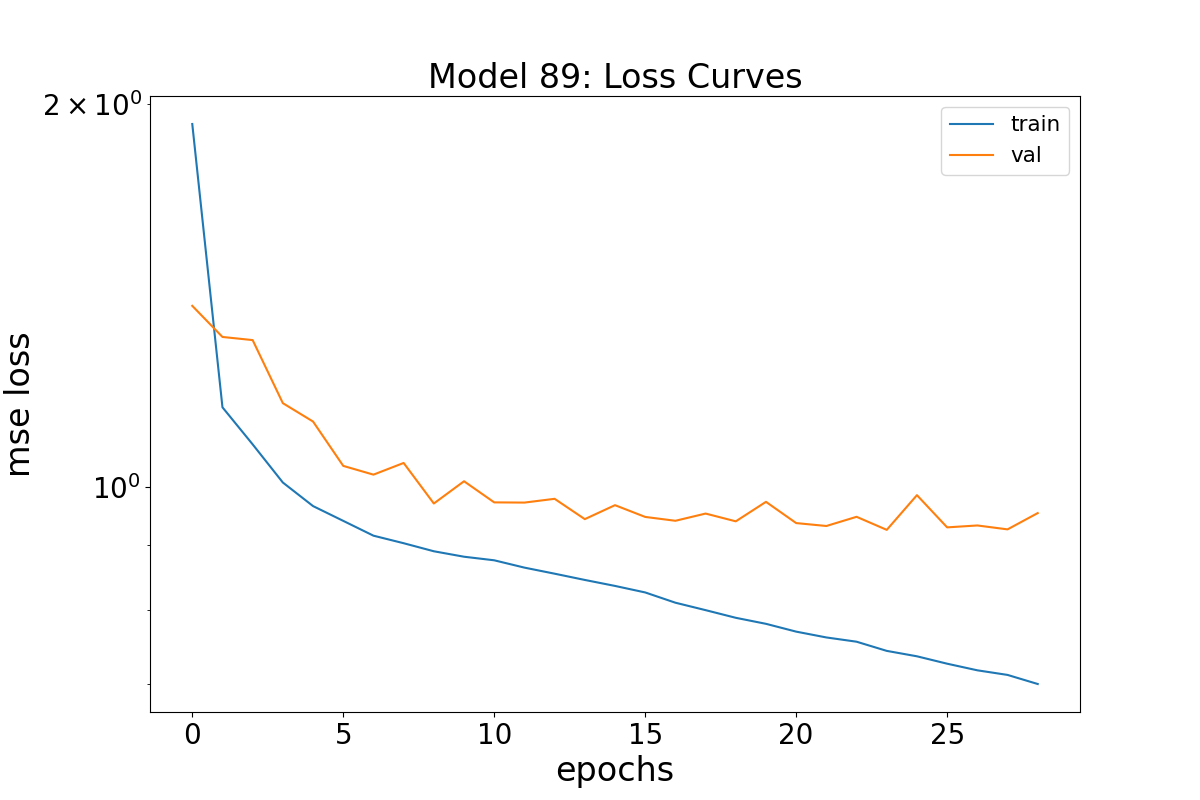 Model 89: Loss Curves
2 × 10⁰
10⁰
mse loss
train
val
0 5 10 15 20 25
epochs